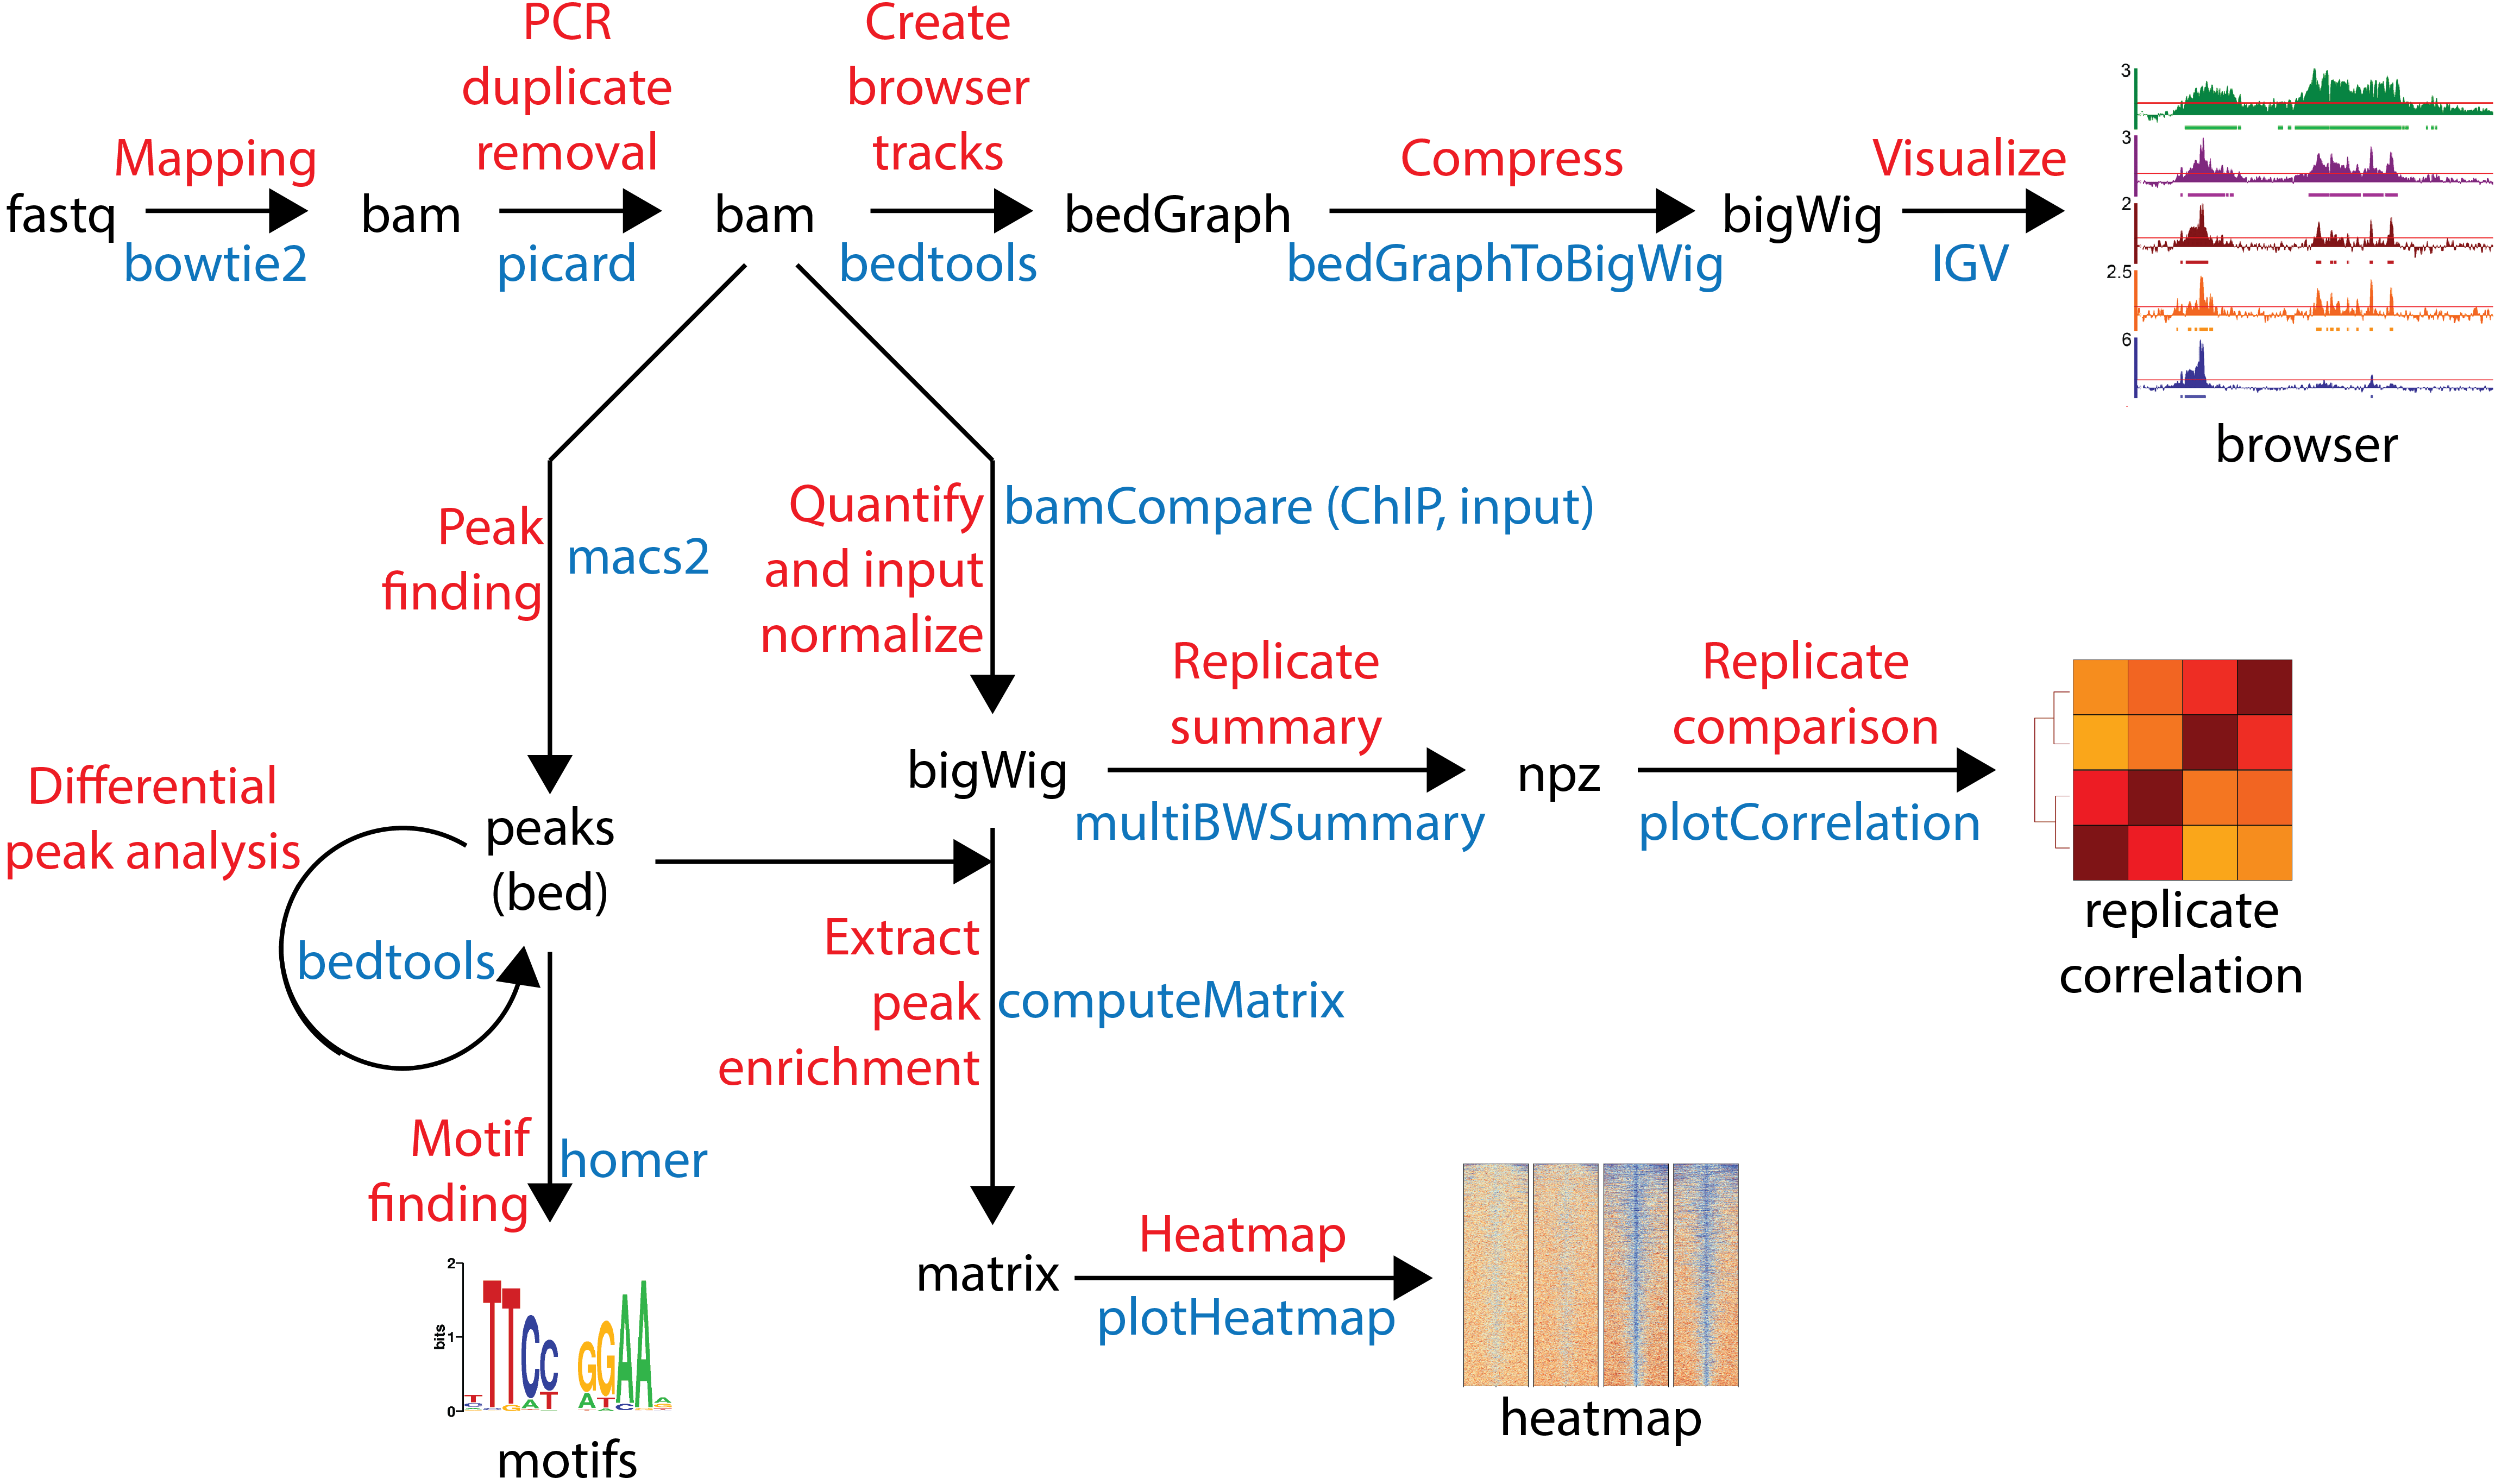 PCR
duplicate
removal
Create
browser
tracks
Mapping
Compress
Visualize
fastq
bam
bam
bedGraph
bigWig
bowtie2
picard
bedtools
bedGraphToBigWig
IGV
3
3
2
2.5
6
browser
Peak
finding
macs2
Quantify
and input
normalize
bamCompare (ChIP, input)
Replicate
summary
Replicate
comparison
bigWig
npz
multiBWSummary
plotCorrelation
replicate
correlation
Differential
peak analysis
peaks
(bed)
bedtools
Extract
peak
enrichment
computeMatrix
Motif
finding
homer
matrix
Heatmap
plotHeatmap
heatmap
2
1
0
bits
TTCC GGAA
motifs